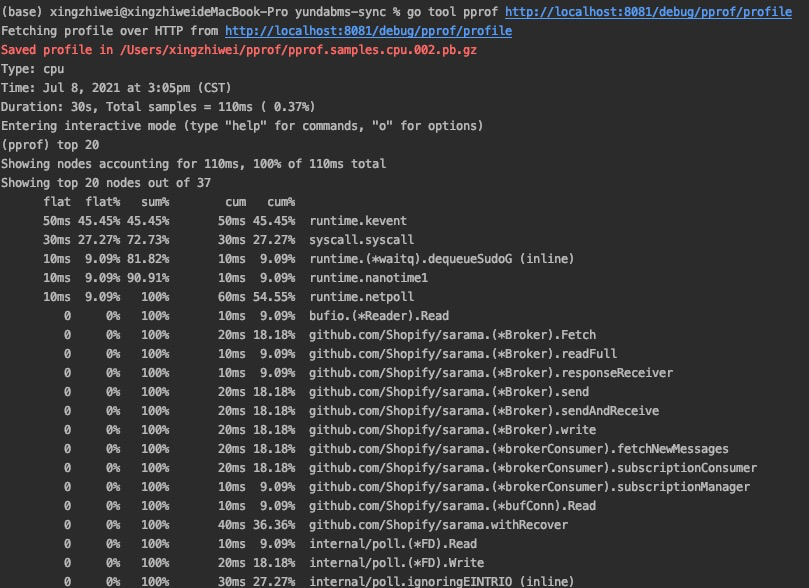 (base) xingzhiwei@xingzhiweideMacBook-Pro yundabms-sync % go tool pprof http://localhost:8081/debug/pprof/profile
Fetching profile over HTTP from http://localhost:8081/debug/pprof/profile
Saved profile in /Users/xingzhiwei/pprof/pprof.samples.cpu.002.pb.gz
Type: cpu
Time: Jul 8, 2021 at 3:05pm (CST)
Duration: 30s, Total samples = 110ms ( 0.37%)
Entering interactive mode (type "help" for commands, "o" for options)
(pprof) top 20
Showing nodes accounting for 110ms, 100% of 110ms total
Showing top 20 nodes out of 37
flat flat% sum% cum cum%
50ms 45.45% 45.45% 50ms 45.45% runtime.kevent
30ms 27.27% 72.73% 30ms 27.27% syscall.syscall
10ms 9.09% 81.82% 10ms 9.09% runtime.(*waitq).dequeueSudoG (inline)
10ms 9.09% 90.91% 10ms 9.09% runtime.nanotime1
10ms 9.09% 100% 60ms 54.55% runtime.netpoll
0 0% 100% 10ms 9.09% bufio.(*Reader).Read
0 0% 100% 20ms 18.18% github.com/Shopify/sarama.(*Broker).Fetch
0 0% 100% 10ms 9.09% github.com/Shopify/sarama.(*Broker).readFull
0 0% 100% 10ms 9.09% github.com/Shopify/sarama.(*Broker).responseReceiver
0 0% 100% 20ms 18.18% github.com/Shopify/sarama.(*Broker).send
0 0% 100% 20ms 18.18% github.com/Shopify/sarama.(*Broker).sendAndReceive
0 0% 100% 20ms 18.18% github.com/Shopify/sarama.(*Broker).write
0 0% 100% 20ms 18.18% github.com/Shopify/sarama.(*brokerConsumer).fetchNewMessages
0 0% 100% 20ms 18.18% github.com/Shopify/sarama.(*brokerConsumer).subscriptionConsumer
0 0% 100% 10ms 9.09% github.com/Shopify/sarama.(*brokerConsumer).subscriptionManager
0 0% 100% 10ms 9.09% github.com/Shopify/sarama.(*bufConn).Read
0 0% 100% 40ms 36.36% github.com/Shopify/sarama.withRecover
0 0% 100% 10ms 9.09% internal/poll.(*FD).Read
0 0% 100% 20ms 18.18% internal/poll.(*FD).Write
0 0% 100% 30ms 27.27% internal/poll.ignoringEINTRIO (inline)